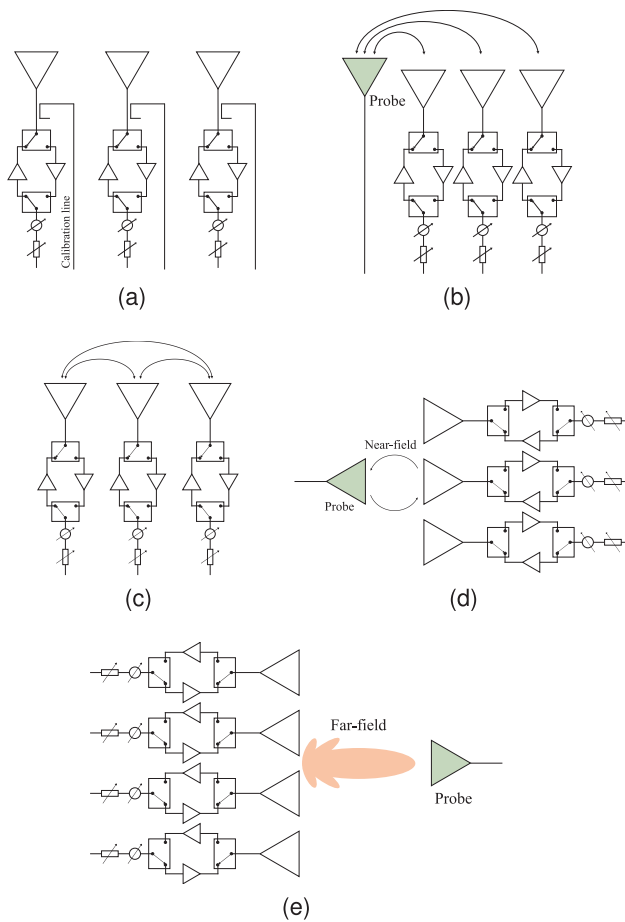 Calibration line
(a)
Probe
(b)
(c)
Near-field
Probe
(d)
Far-field
Probe
(e)